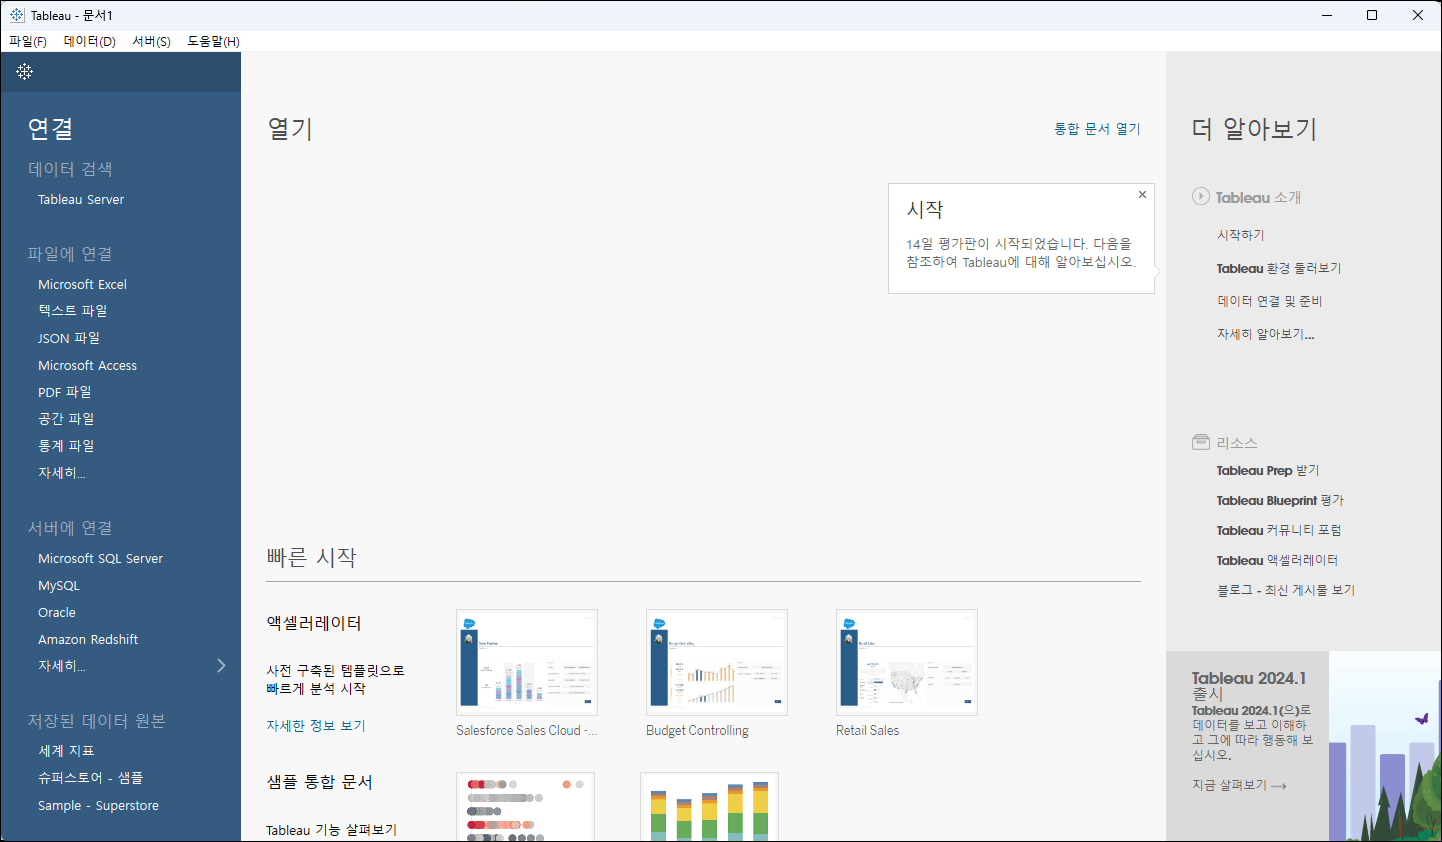 Tableau - 문서1
파일(F) 데이터(D) 서버(S) 도움말(H)
연결
데이터 검색
Tableau Server
파일에 연결
Microsoft Excel
텍스트 파일
JSON 파일
Microsoft Access
PDF 파일
공간 파일
통계 파일
자세히...
서버에 연결
Microsoft SQL Server
MySQL
Oracle
Amazon Redshift
자세히...
저장된 데이터 원본
세계 지표
슈퍼스토어 - 샘플
Sample - Superstore
열기
통합 문서 열기
시작
14일 평가판이 시작되었습니다. 다음을
참조하여 Tableau에 대해 알아보십시오.
빠른 시작
액셀러레이터
사전 구축된 템플릿으로
빠르게 분석 시작
자세한 정보 보기
Salesforce Sales Cloud -...
Budget Controlling
Retail Sales
샘플 통합 문서
Tableau 기능 살펴보기
더 알아보기
Tableau 소개
시작하기
Tableau 환경 둘러보기
데이터 연결 및 준비
자세히 알아보기...
리소스
Tableau Prep 받기
Tableau Blueprint 평가
Tableau 커뮤니티 포럼
Tableau 액셀러레이터
블로그 - 최신 게시물 보기
Tableau 2024.1
출시
Tableau 2024.1(으)로
데이터를 보고 이해하
고 그에 따라 행동해 보
십시오.
지금 살펴보기 →